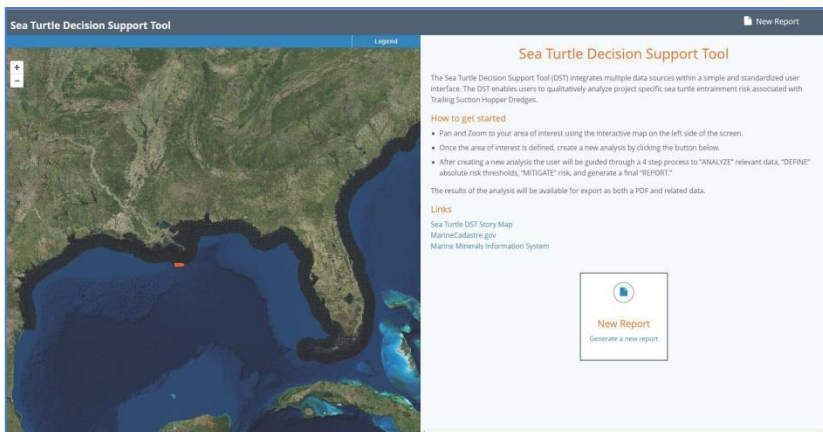 Sea Turtle Decision Support Tool
New Report
Legend
+
-
Sea Turtle Decision Support Tool
The Sea Turtle Decision Support Tool (DST) integrates multiple data sources within a simple and standardized user
interface. The DST enables users to qualitatively analyze project specific sea turtle entrainment risk associated with
Trailing Suction Hopper Dredges.
How to get started
• Pan and Zoom to your area of interest using the interactive map on the left side of the screen.
• Once the area of interest is defined, create a new analysis by clicking the button below.
• After creating a new analysis the user will be guided through a 4 step process to "ANALYZE" relevant data, "DEFINE"
absolute risk thresholds, "MITIGATE" risk, and generate a final "REPORT."
The results of the analysis will be available for export as both a PDF and related data.
Links
Sea Turtle DST Story Map
MarineCadastre.gov
Marine Minerals Information System
New Report
Generate a new report